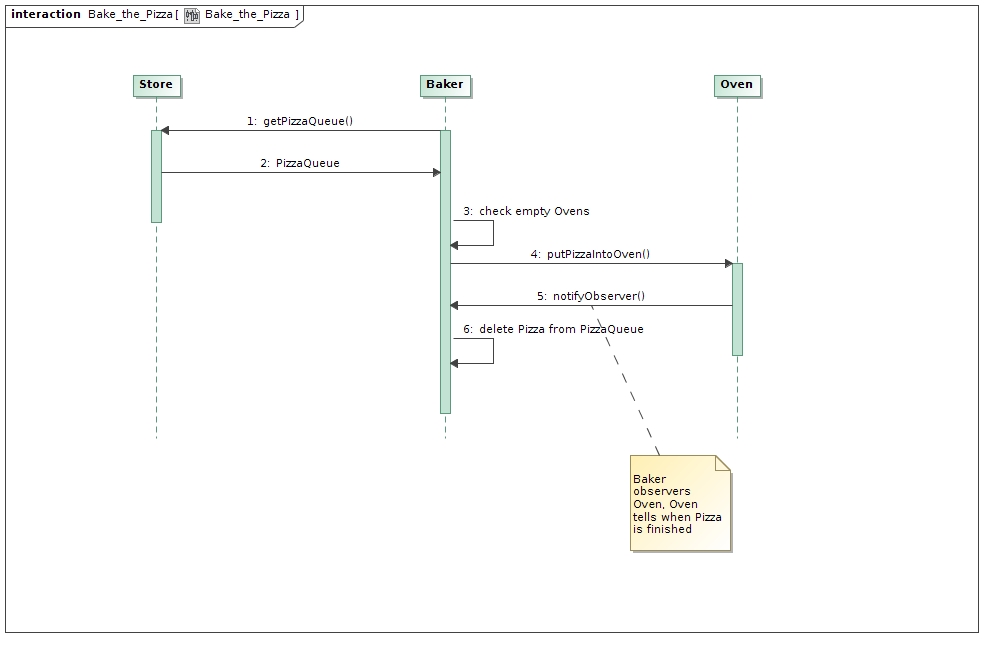 interaction Bake_the_Pizza[ Bake_the_Pizza ]
Store
Baker
Oven
1: getPizzaQueue()
2: PizzaQueue
3: check empty Ovens
4: putPizzaIntoOven()
5: notifyObserver()
6: delete Pizza from PizzaQueue
Baker
observers
Oven, Oven
tells when Pizza
is finished